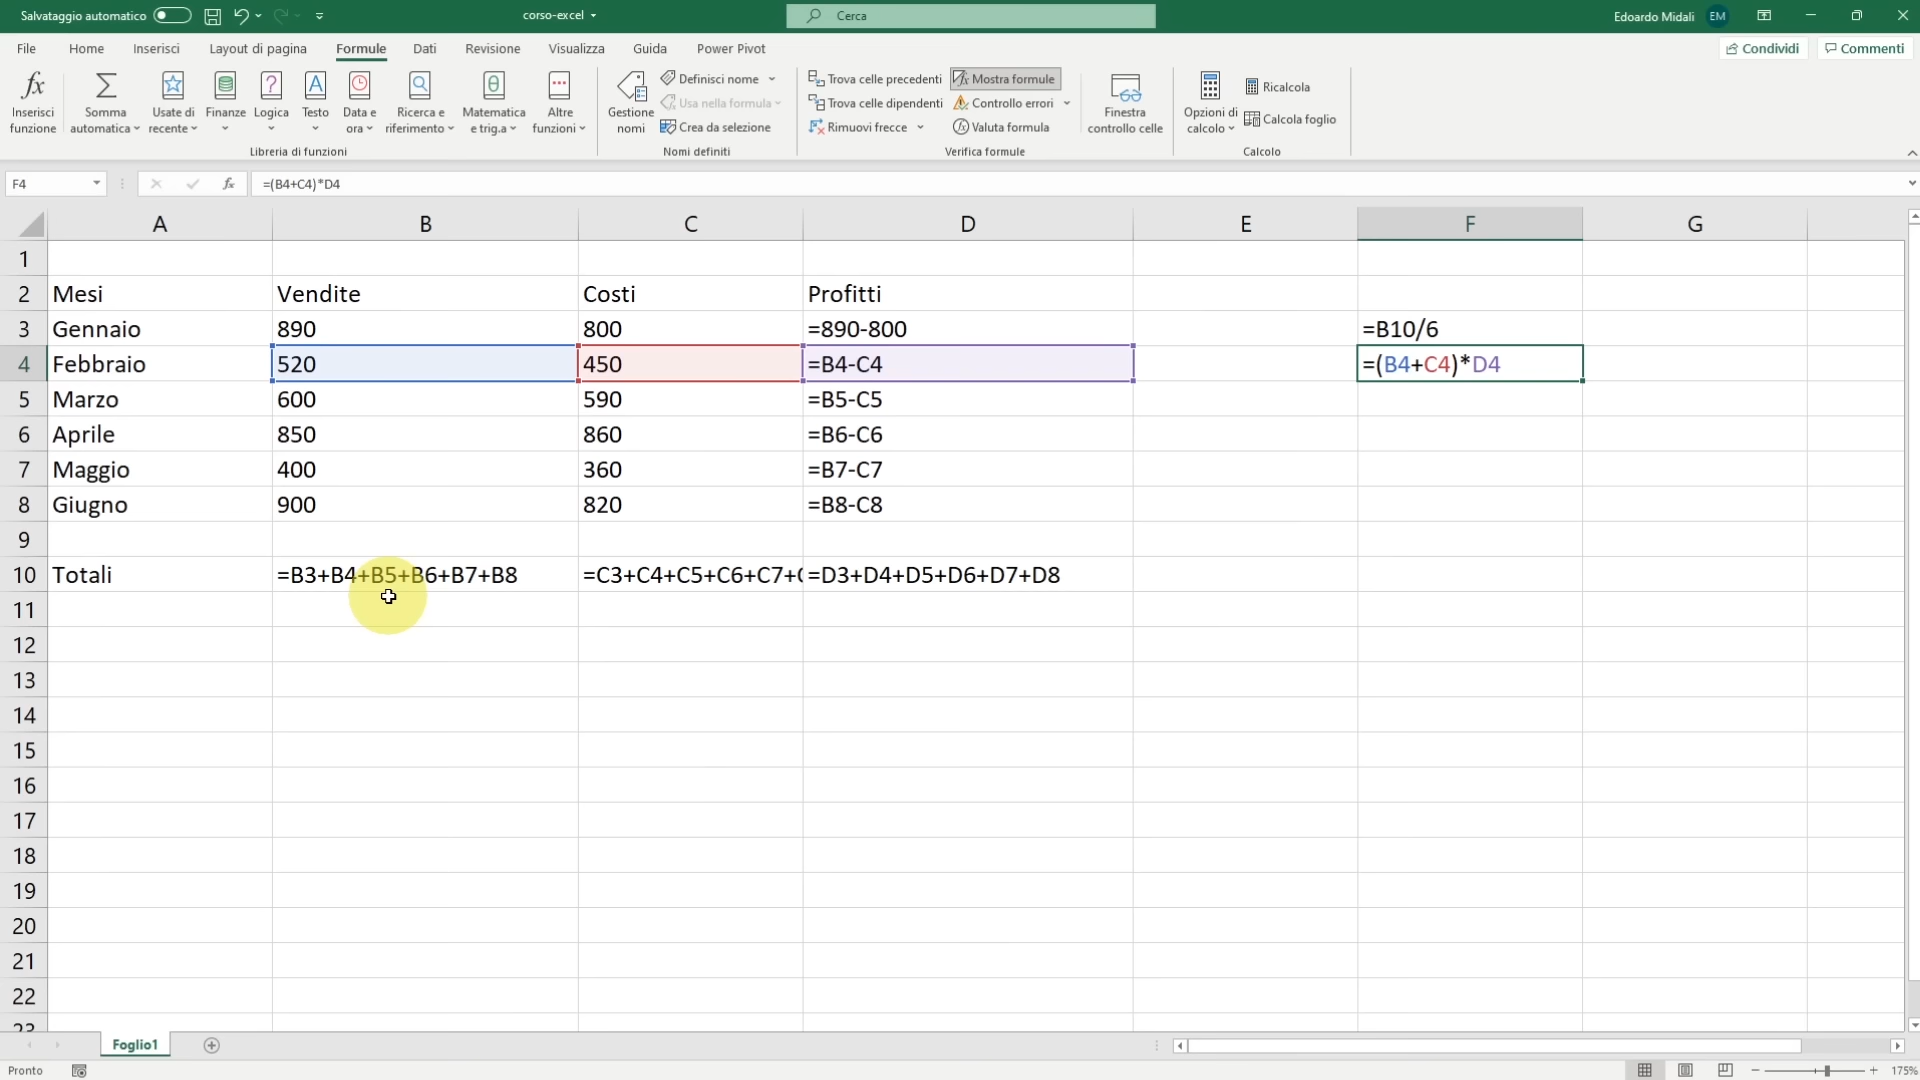 Salvataggio automatico
corso-excel
Cerca
Edoardo Midali EM
File Home Inserisci Layout di pagina Formule Dati Revisione Visualizza Guida Power Pivot
Condividi Commenti
Inserisci funzione
Somma automatica
Usate di recente
Finanze
Logica
Testo
Data e ora
Ricerca e riferimento
Matematica e trig.a
Altre funzioni
Libreria di funzioni
Gestione nomi
Definisci nome
Usa nella formula
Crea da selezione
Nomi definiti
Trova celle precedenti
Trova celle dipendenti
Rimuovi frecce
Mostra formule
Controllo errori
Valuta formula
Verifica formule
Finestra controllo celle
Opzioni di calcolo
Ricalcola
Calcola foglio
Calcolo
F4 fx =(B4+C4)*D4
A B C D E F G
1
2 Mesi Vendite Costi Profitti
3 Gennaio 890 800 =890-800 =B10/6
4 Febbraio 520 450 =B4-C4 =(B4+C4)*D4
5 Marzo 600 590 =B5-C5
6 Aprile 850 860 =B6-C6
7 Maggio 400 360 =B7-C7
8 Giugno 900 820 =B8-C8
9
10 Totali =B3+B4+B5+B6+B7+B8 =C3+C4+C5+C6+C7+ =D3+D4+D5+D6+D7+D8
11
12
13
14
15
16
17
18
19
20
21
22
23
Foglio1
Pronto
175%